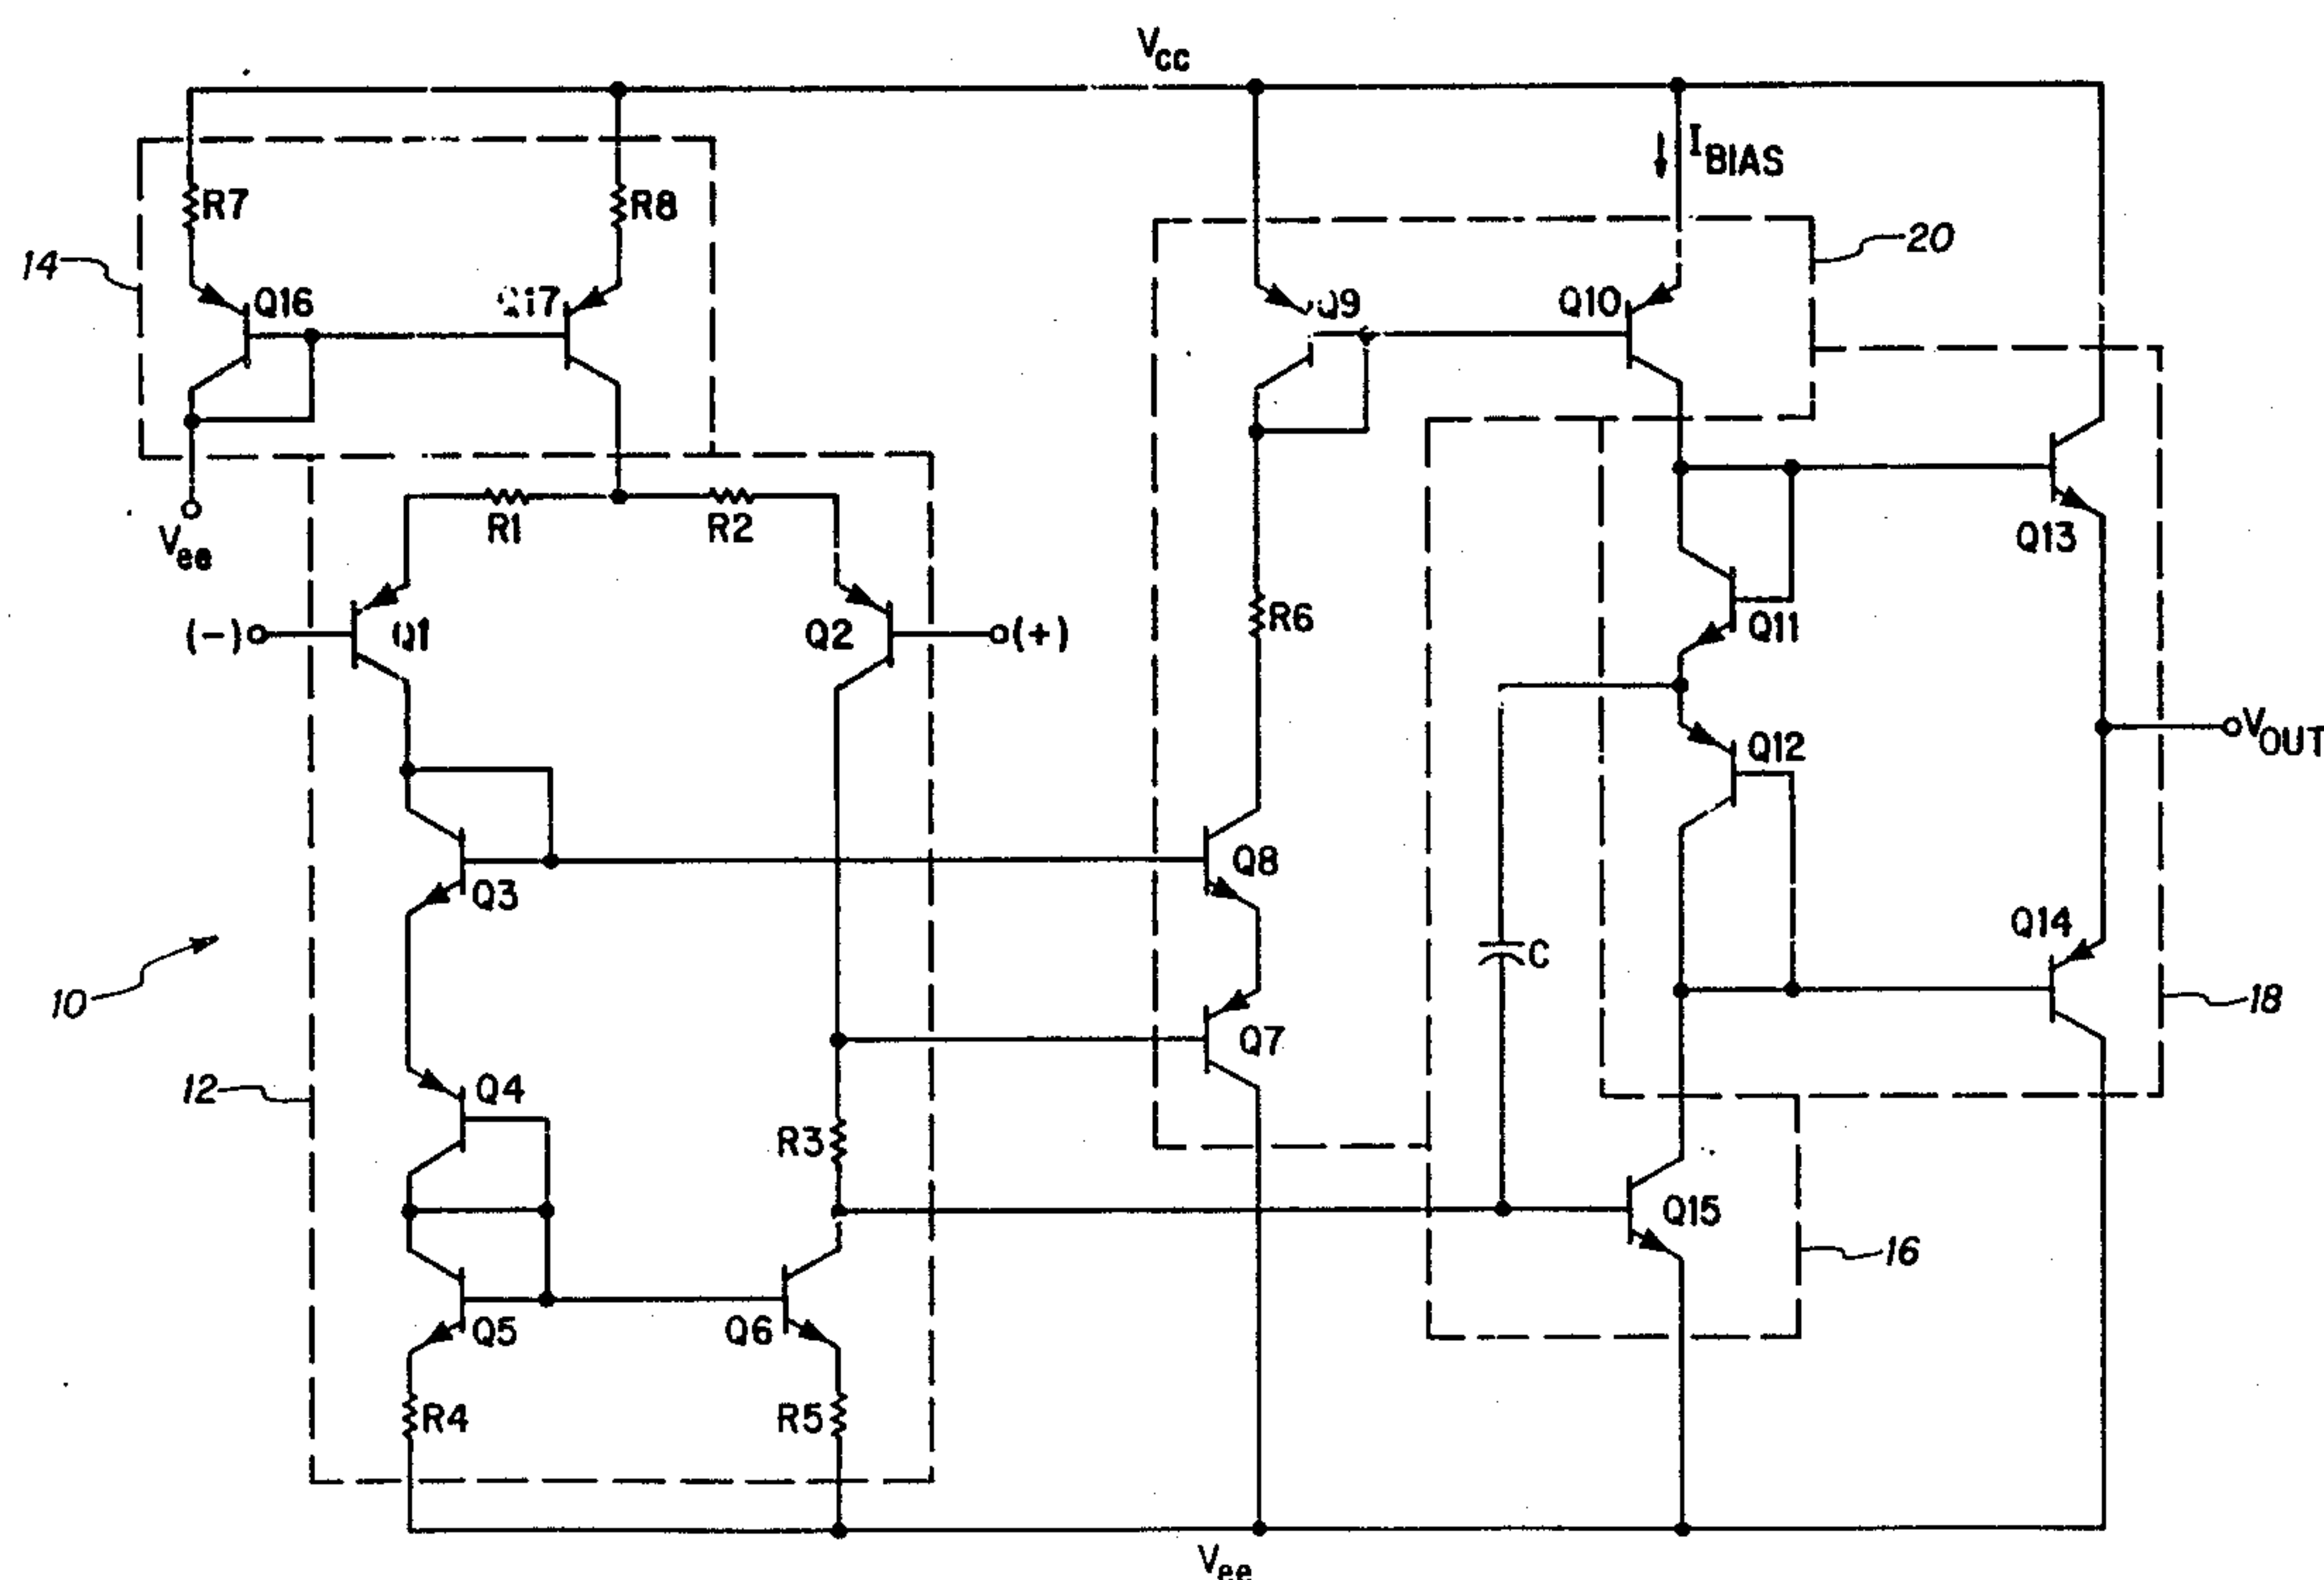 Vcc
IBIAS
R7
R8
20
14
Q16
Q17
Q9
Q10
R1
R2
Q13
Vee
(-)
Q1
Q2
(+)
R6
Q11
VOUT
Q12
Q8
Q3
Q14
C
10
18
Q7
Q4
12
R3
Q15
16
Q5
Q6
R4
R5
Vee